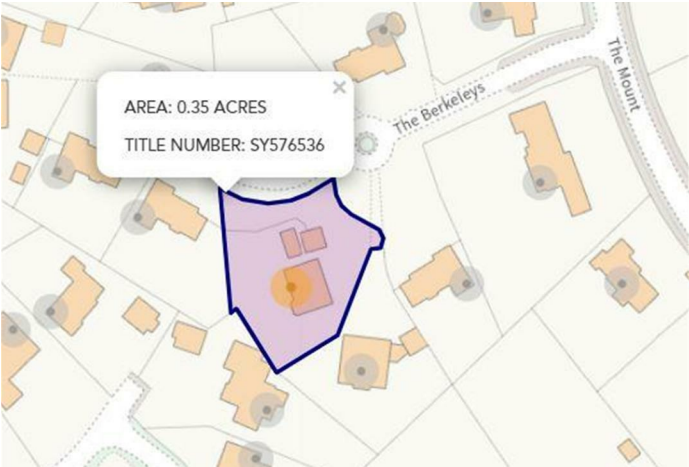 AREA: 0.35 ACRES
TITLE NUMBER: SY576536
The Berkeleys
The Mount